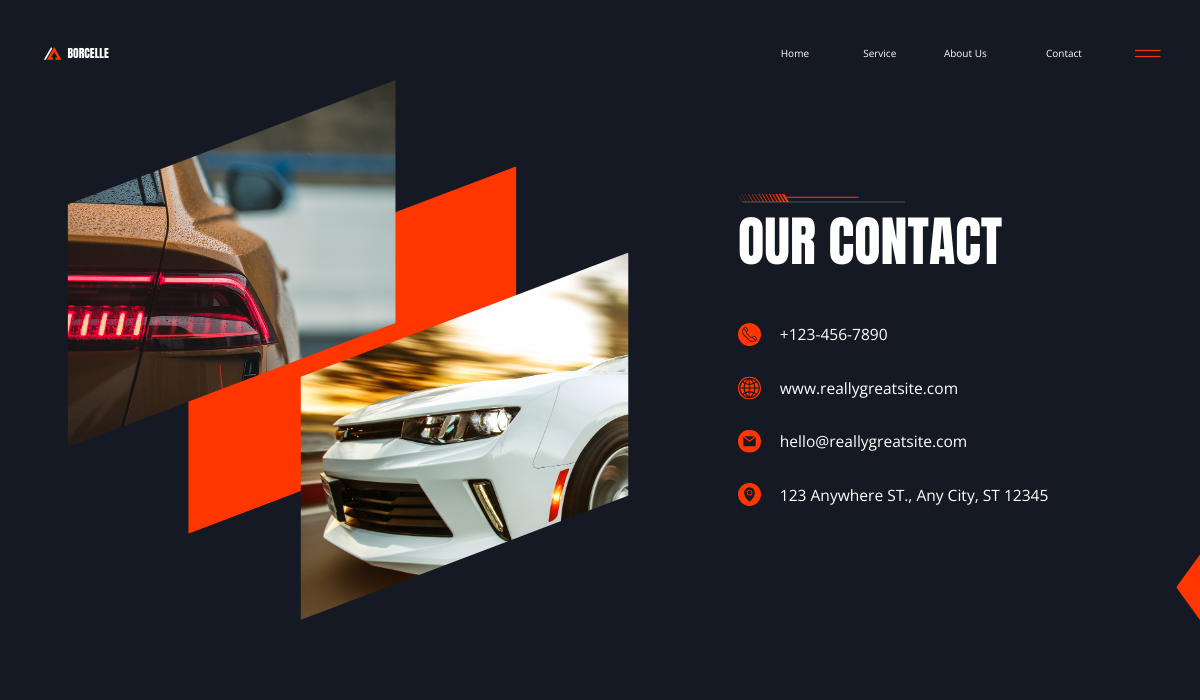 BORCELLE
Home Service About Us Contact
OUR CONTACT
+123-456-7890
www.reallygreatsite.com
hello@reallygreatsite.com
123 Anywhere ST., Any City, ST 12345